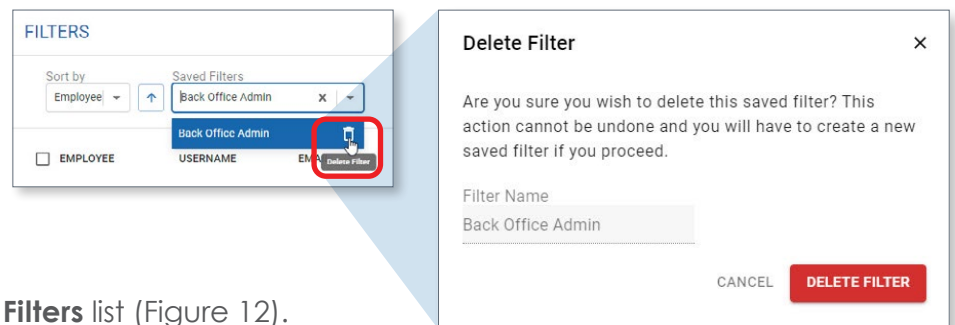 FILTERS
Sort by Saved Filters
Employee Back Office Admin x
Back Office Admin
EMPLOYEE USERNAME EMA
Delete Filter
Delete Filter ×
Are you sure you wish to delete this saved filter? This
action cannot be undone and you will have to create a new
saved filter if you proceed.
Filter Name
Back Office Admin
CANCEL DELETE FILTER
Filters list (Figure 12).